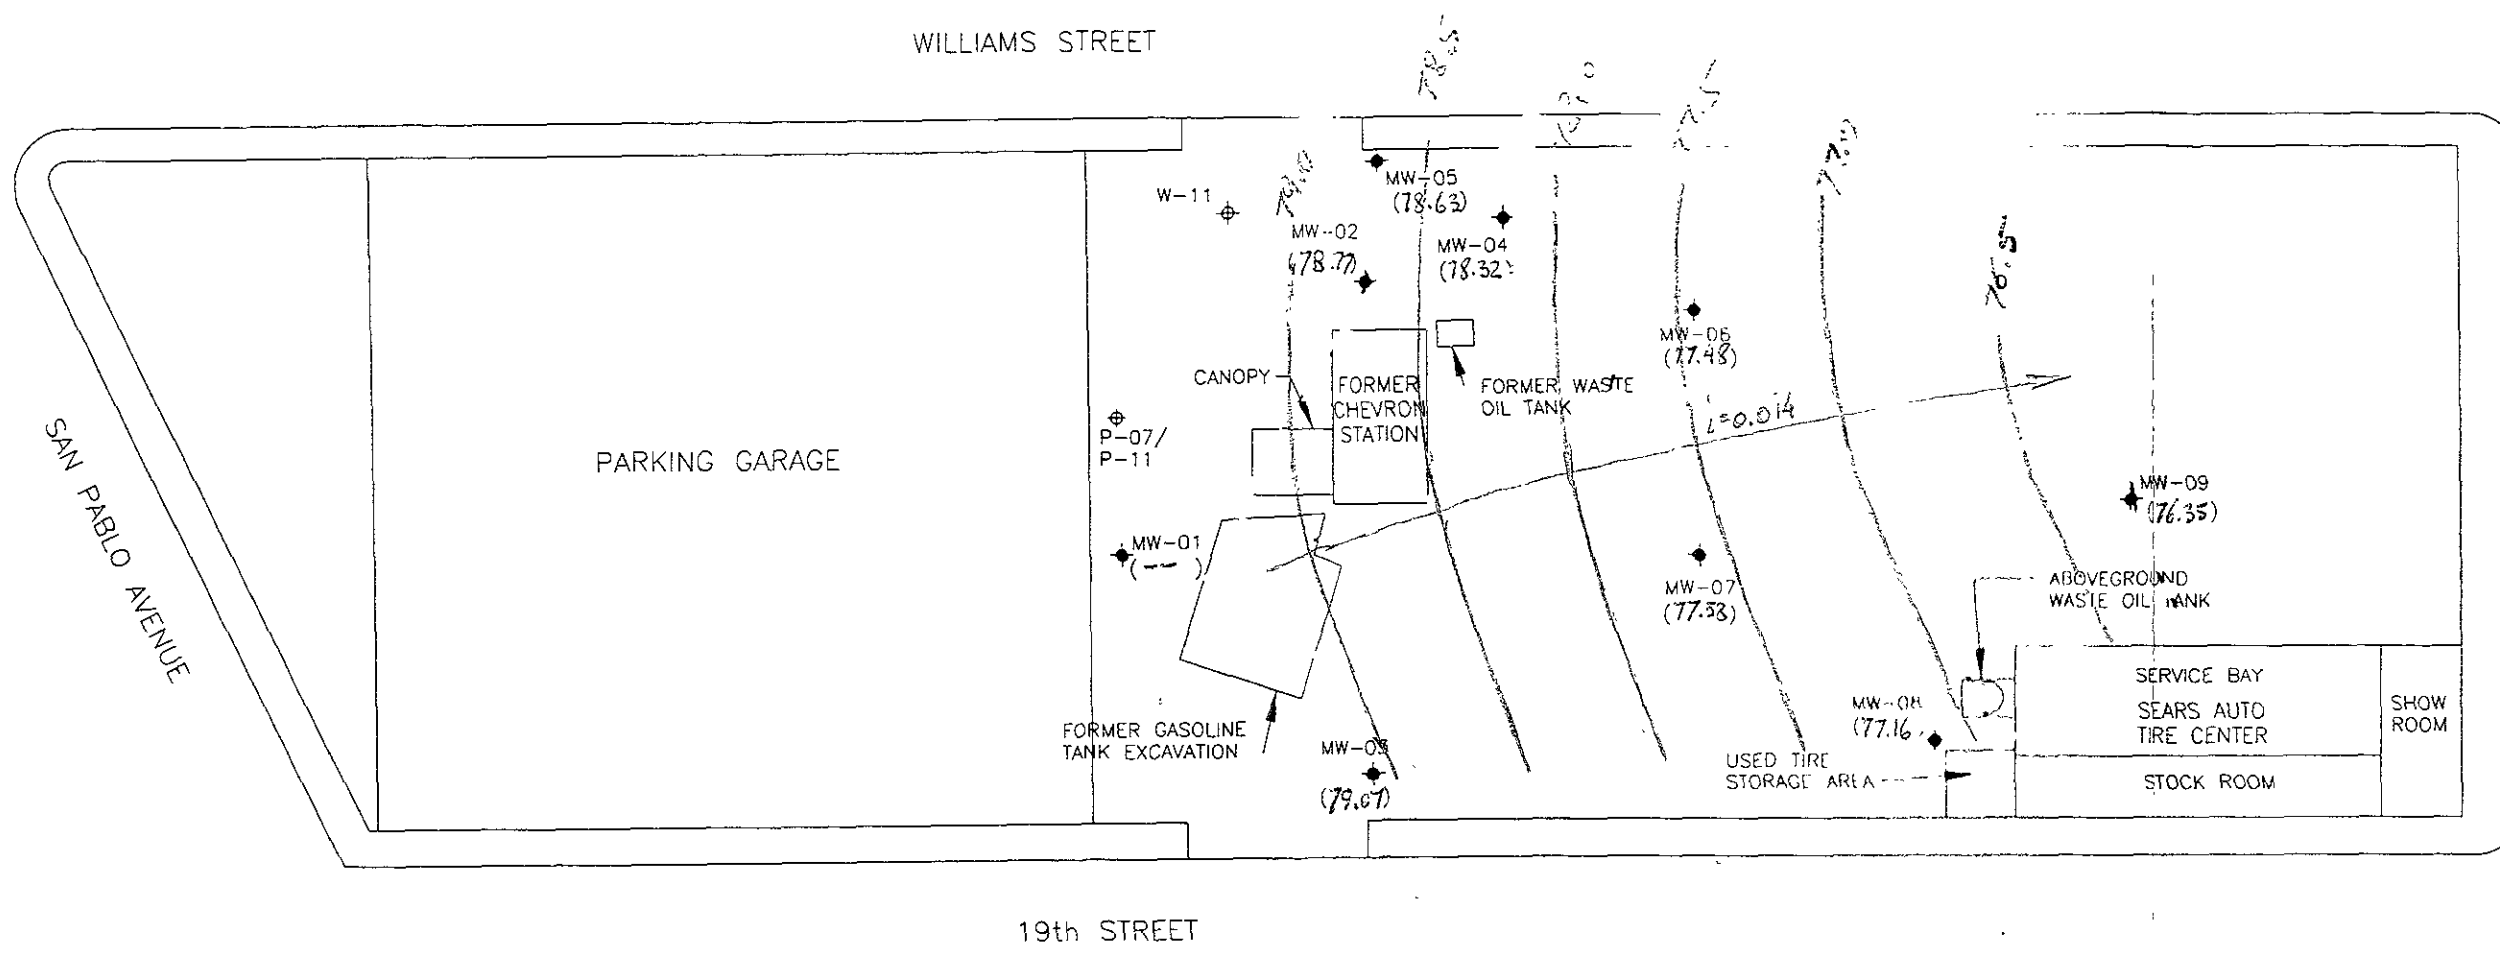 WILLIAMS STREET
78.5
77.5
W-11
MW-05
(78.63)
MW-02
(78.77)
MW-04
(78.32)
76.5
MW-06
(77.48)
CANOPY
FORMER
CHEVRON
STATION
FORMER WASTE
OIL TANK
i=0.014
P-07/
P-11
PARKING GARAGE
SAN PABLO AVENUE
MW-01
(--)
MW-09
(76.35)
MW-07
(77.53)
ABOVEGROUND
WASTE OIL TANK
SERVICE BAY
SEARS AUTO
TIRE CENTER
SHOW
ROOM
STOCK ROOM
MW-08
(77.16
FORMER GASOLINE
TANK EXCAVATION
MW-03
(79.07)
USED TIRE
STORAGE AREA
19th STREET